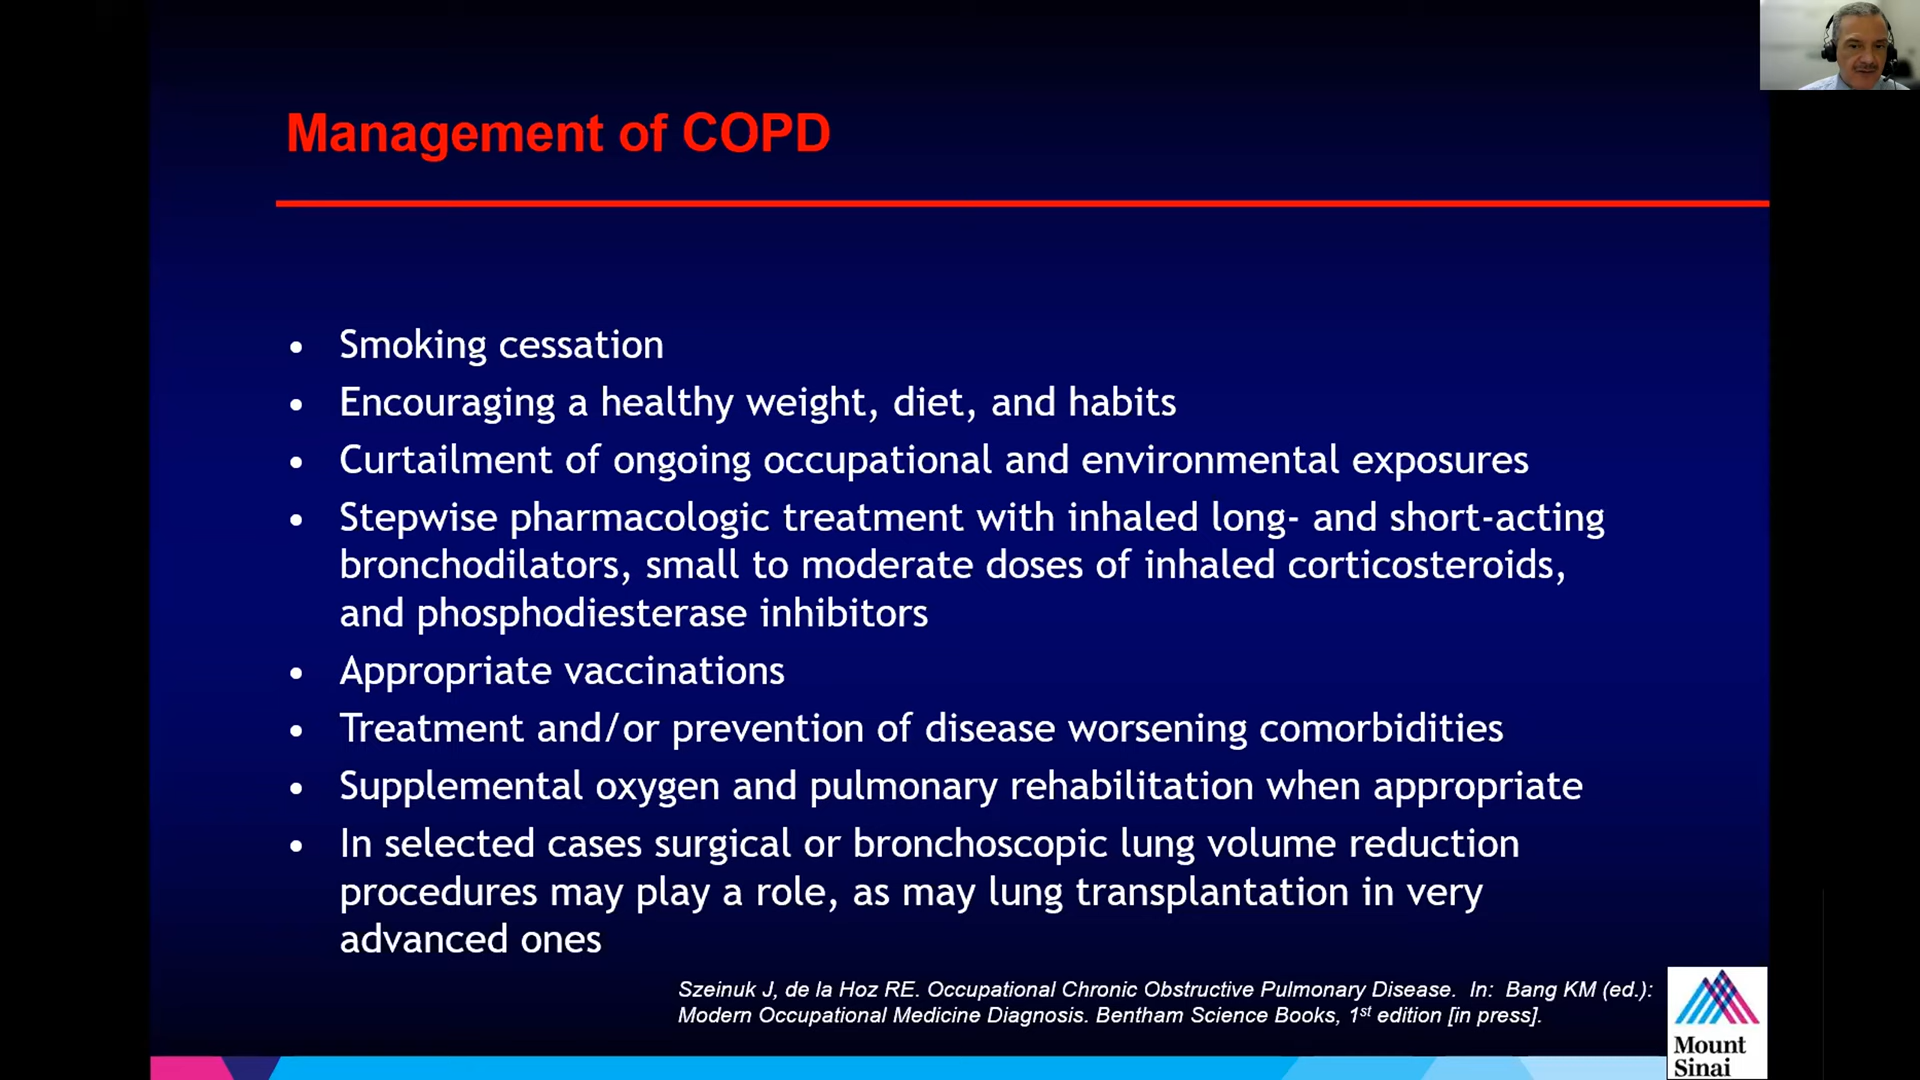 Management of COPD
• Smoking cessation
• Encouraging a healthy weight, diet, and habits
• Curtailment of ongoing occupational and environmental exposures
• Stepwise pharmacologic treatment with inhaled long- and short-acting
bronchodilators, small to moderate doses of inhaled corticosteroids,
and phosphodiesterase inhibitors
• Appropriate vaccinations
• Treatment and/or prevention of disease worsening comorbidities
• Supplemental oxygen and pulmonary rehabilitation when appropriate
• In selected cases surgical or bronchoscopic lung volume reduction
procedures may play a role, as may lung transplantation in very
advanced ones
Szeinuk J, de la Hoz RE. Occupational Chronic Obstructive Pulmonary Disease. In: Bang KM (ed.):
Modern Occupational Medicine Diagnosis. Bentham Science Books, 1st edition [in press].
Mount
Sinai